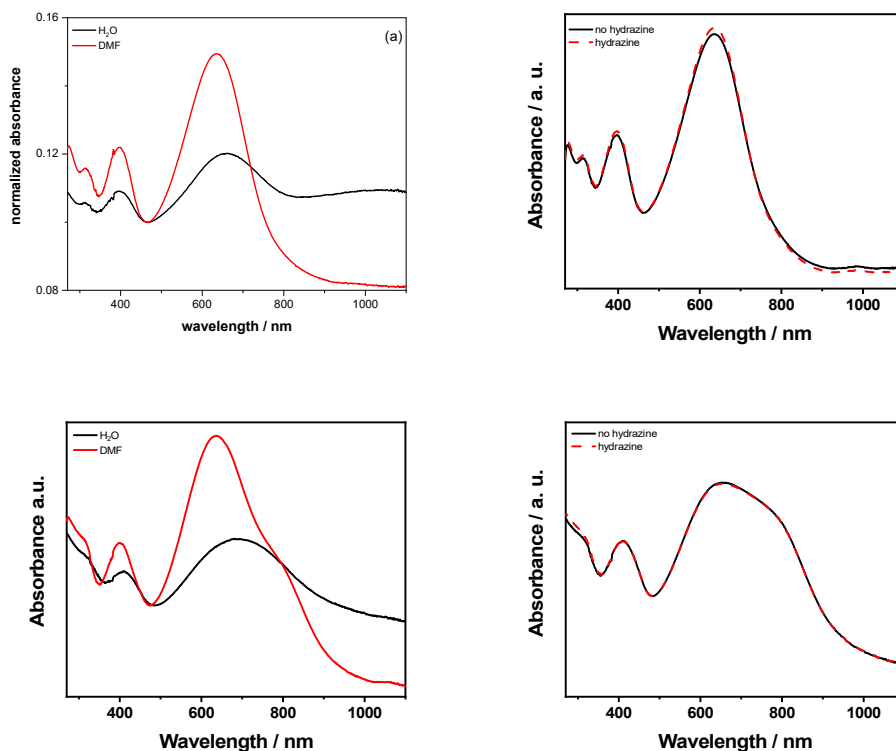 0.16
(a)
H₂O
DMF
normalized absorbance
0.12
0.08
400 600 800 1000
wavelength / nm
no hydrazine
hydrazine
Absorbance / a. u.
400 600 800 1000
Wavelength / nm
H₂O
DMF
Absorbance a.u.
400 600 800 1000
Wavelength / nm
no hydrazine
hydrazine
Absorbance / a. u.
400 600 800 1000
Wavelength / nm